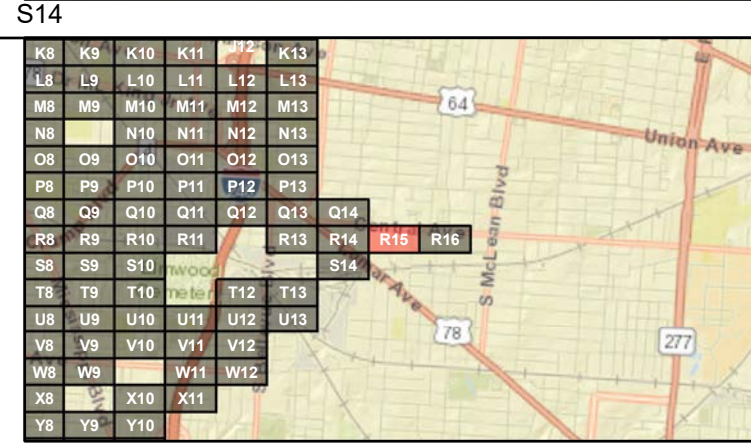 S14
K8 K9 K10 K11 J12 K13
L8 L9 L10 L11 L12 L13
M8 M9 M10 M11 M12 M13
64
N8 N10 N11 N12 N13
Union Ave
O8 O9 O10 O11 O12 O13
P8 P9 P10 P11 P12 P13
Q8 Q9 Q10 Q11 Q12 Q13 Q14
Central Ave
R8 R9 R10 R11 R13 R14 R15 R16
S McLean Blvd
S8 S9 S10 S14
Lamar Ave
T8 T9 T10 T12 T13
U8 U9 U10 U11 U12 U13
78
277
V8 V9 V10 V11 V12
W8 W9 W11 W12
X8 X10 X11
Y8 Y9 Y10